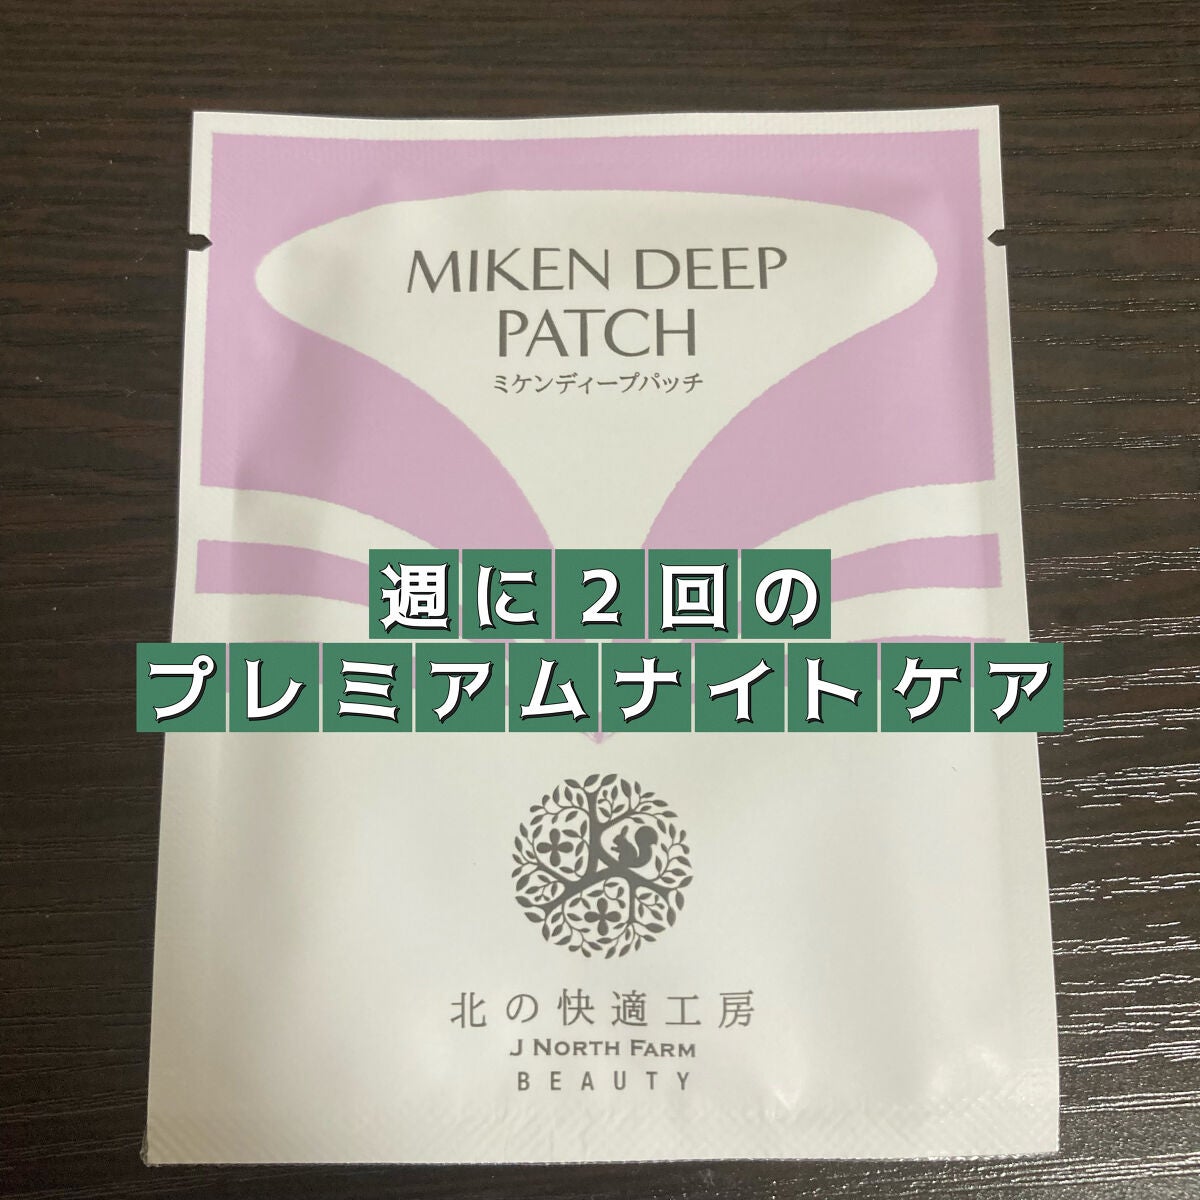 MIKEN DEEP
PATCH
ミケンディープパッチ
週に2回の
プレミアムナイトケア
北の快適工房
J NORTH FARM
BEAUTY